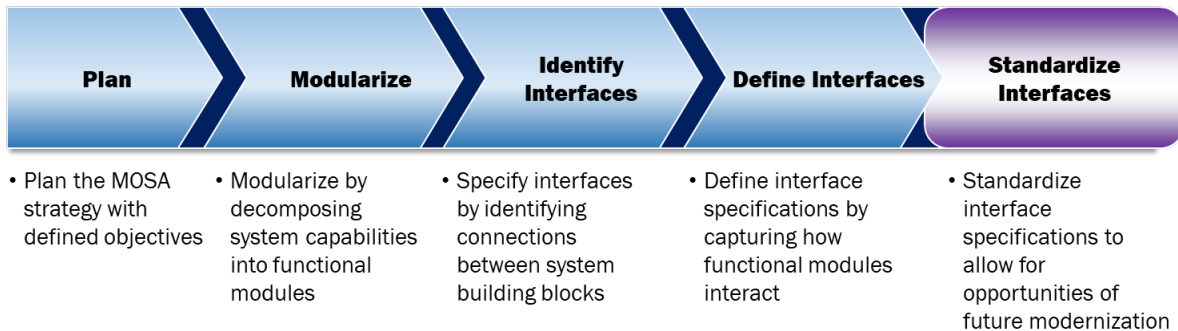 Plan
Modularize
Identify
Interfaces
Define Interfaces
Standardize
Interfaces
• Plan the MOSA
strategy with
defined objectives
• Modularize by
decomposing
system capabilities
into functional
modules
• Specify interfaces
by identifying
connections
between system
building blocks
• Define interface
specifications by
capturing how
functional modules
interact
• Standardize
interface
specifications to
allow for
opportunities of
future modernization